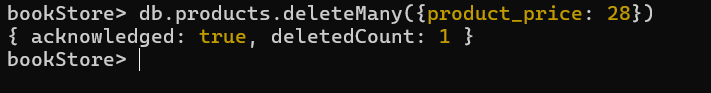 bookStore> db.products.deleteMany({product_price: 28})
{ acknowledged: true, deletedCount: 1 }
bookStore>